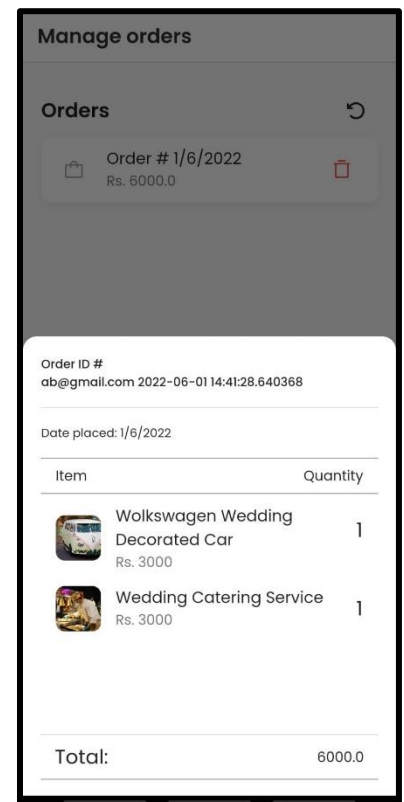 Manage orders
Orders
Order # 1/6/2022
Rs. 6000.0
Order ID #
ab@gmail.com 2022-06-01 14:41:28.640368
Date placed: 1/6/2022
Item Quantity
Wolkswagen Wedding
Decorated Car
1
Rs. 3000
Wedding Catering Service
1
Rs. 3000
Total: 6000.0